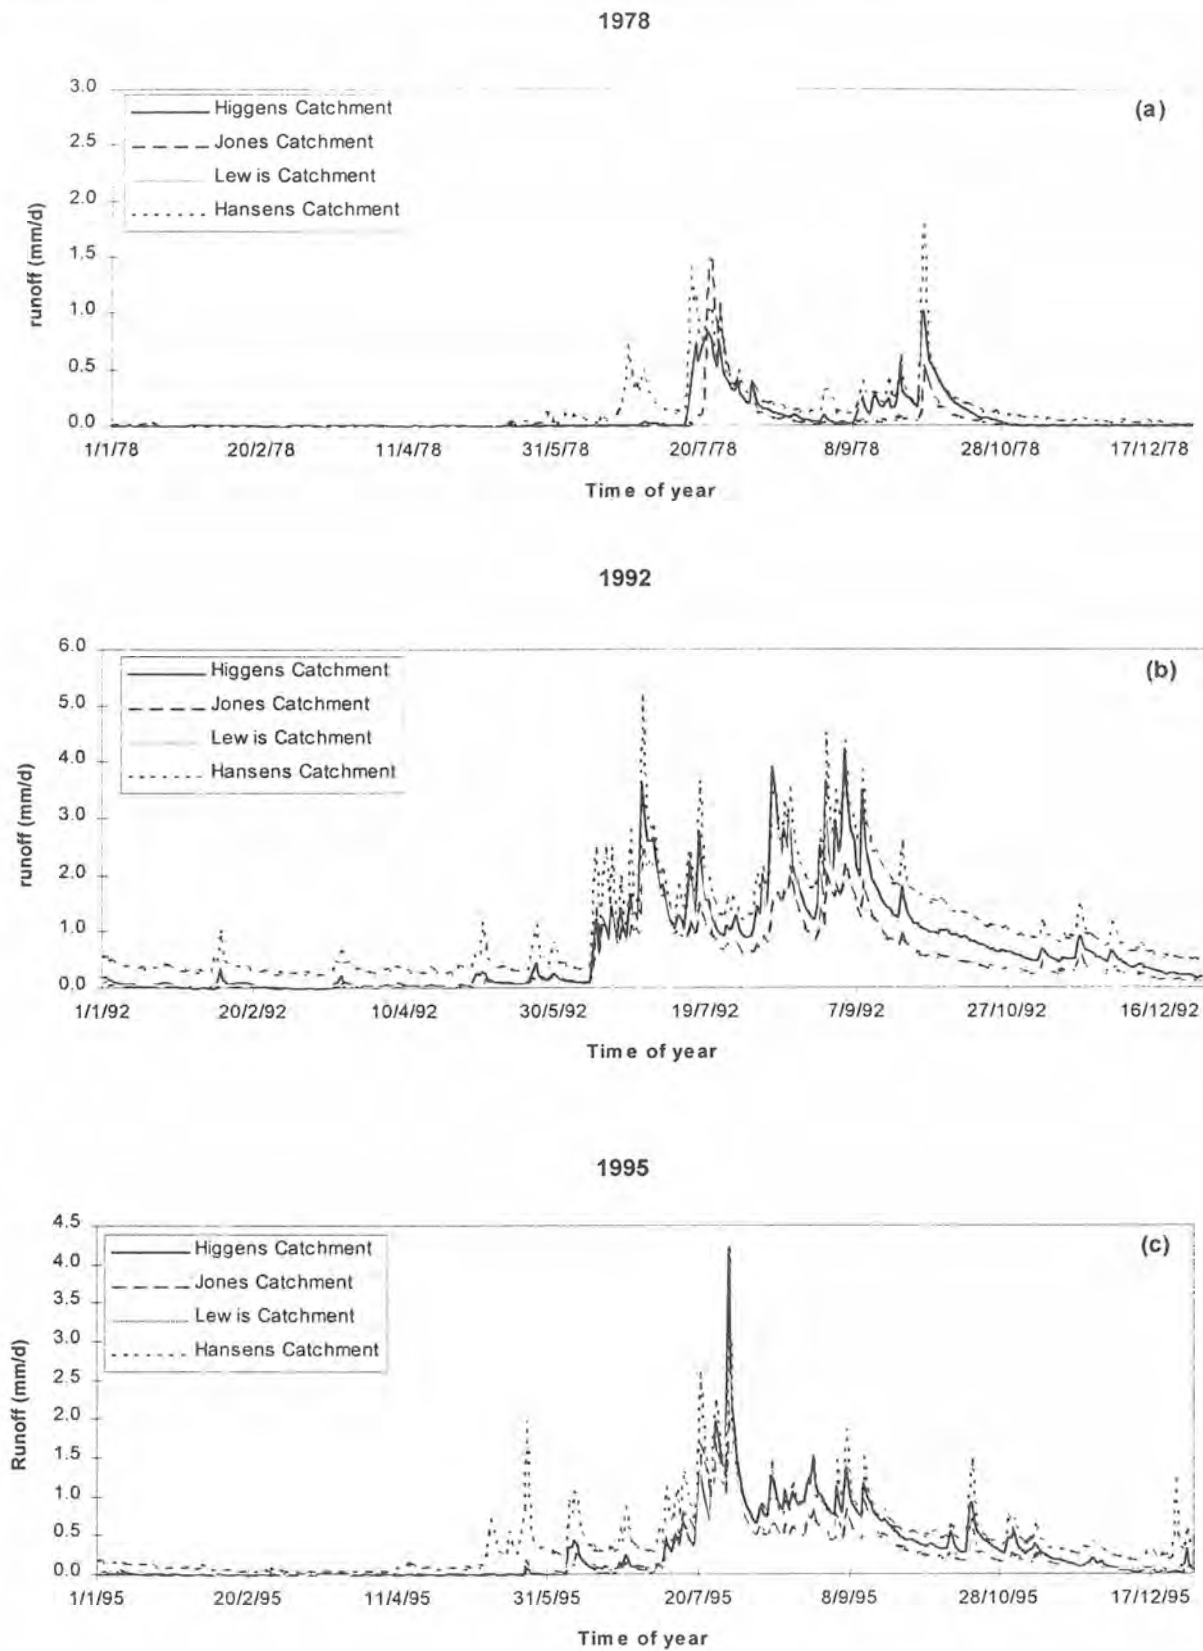 1978
3.0
2.5
2.0
1.5
1.0
0.5
0.0
runoff (mm/d)
Higgens Catchment
Jones Catchment
Lewis Catchment
Hansens Catchment
(a)
1/1/78 20/2/78 11/4/78 31/5/78 20/7/78 8/9/78 28/10/78 17/12/78
Time of year
1992
6.0
5.0
4.0
3.0
2.0
1.0
0.0
runoff (mm/d)
Higgens Catchment
Jones Catchment
Lewis Catchment
Hansens Catchment
(b)
1/1/92 20/2/92 10/4/92 30/5/92 19/7/92 7/9/92 27/10/92 16/12/92
Time of year
1995
4.5
4.0
3.5
3.0
2.5
2.0
1.5
1.0
0.5
0.0
Runoff (mm/d)
Higgens Catchment
Jones Catchment
Lewis Catchment
Hansens Catchment
(c)
1/1/95 20/2/95 11/4/95 31/5/95 20/7/95 8/9/95 28/10/95 17/12/95
Time of year